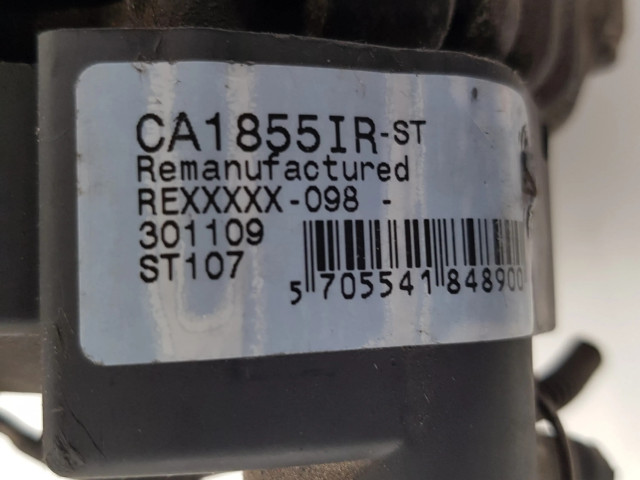 CA1855IR-ST
Remanufactured
REXXXXX-098 -
301109
ST107
5 705541 848900